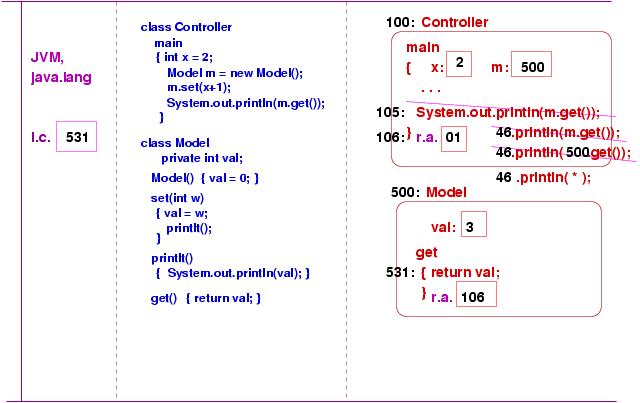 JVM,
java.lang
I.c. 531
class Controller
main
{ int x = 2;
Model m = new Model();
m.set(x+1);
System.out.println(m.get());
}
class Model
private int val;
Model() { val = 0; }
set(int w)
{ val = w;
printIt();
}
printIt()
{ System.out.println(val); }
get() { return val; }
100: Controller
main
{ x: 2 m: 500
. . .
105: System.out.println(m.get());
106: } r.a. 01
46.println(m.get());
46.println( 500.get());
46 .println( * );
500: Model
val: 3
get
531: { return val;
} r.a. 106